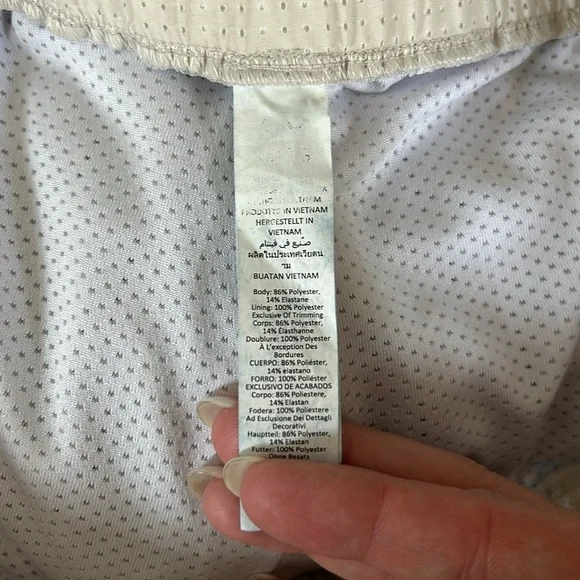 PRODOTTO IN VIETNAM
HERGESTELLT IN
VIETNAM
صنع في فيتنام
ผลิตในประเทศเวียดน
าม
BUATAN VIETNAM
Body: 86% Polyester,
14% Elastane
Lining: 100% Polyester
Exclusive Of Trimming
Corps: 86% Polyester,
14% Élasthanne
Doublure: 100% Polyester
À L'exception Des
Bordures
CUERPO: 86% Poliéster,
14% elastano
FORRO: 100% Poliéster
EXCLUSIVO DE ACABADOS
Corpo: 86% Poliestere,
14% Elastan
Fodera: 100% Poliestere
Ad Esclusione Dei Dettagli
Decorativi
Hauptteil: 86% Polyester,
14% Elastan
Futter: 100% Polyester
Ohne Besatz